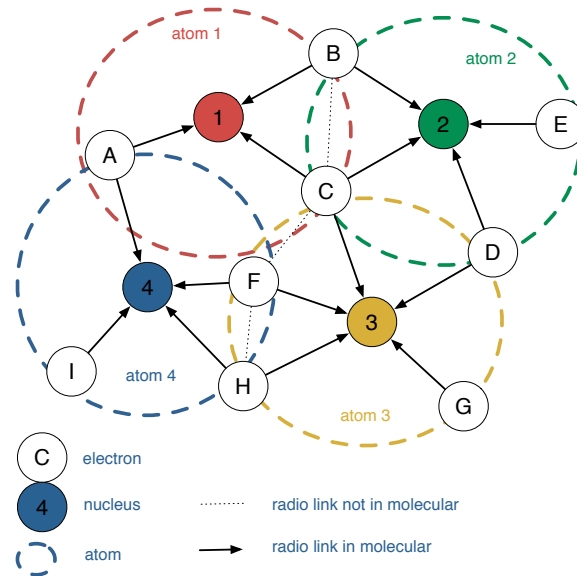 atom 1
B
atom 2
1
2
E
A
C
D
4
F
3
I
atom 4
H
atom 3
G
C
electron
4
nucleus
radio link not in molecular
atom
radio link in molecular